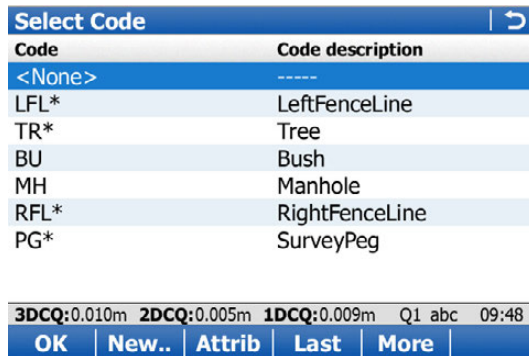 Select Code
Code Code description
<None> -----
LFL* LeftFenceLine
TR* Tree
BU Bush
MH Manhole
RFL* RightFenceLine
PG* SurveyPeg
3DCQ:0.010m 2DCQ:0.005m 1DCQ:0.009m Q1 abc 09:48
OK New.. Attrib Last More